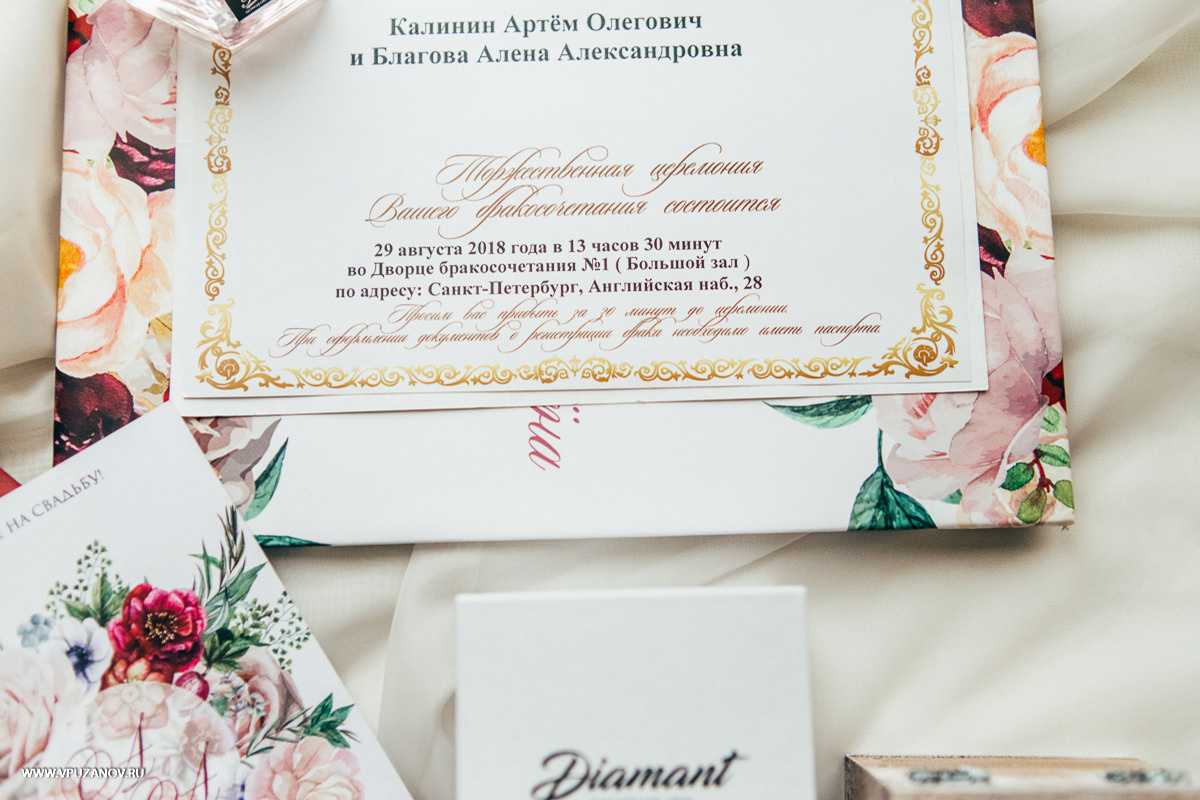 Калинин Артём Олегович
и Благова Алена Александровна
Торжественная церемония
Вашего бракосочетания состоится
29 августа 2018 года в 13 часов 30 минут
во Дворце бракосочетания №1 ( Большой зал )
по адресу: Санкт-Петербург, Английская наб., 28
Просим вас прибыть за 30 минут до церемонии.
При оформлении документов о регистрации брака необходимо иметь паспорта.
НА СВАДЬБУ!
Diamant
WWW.VPUZANOV.RU